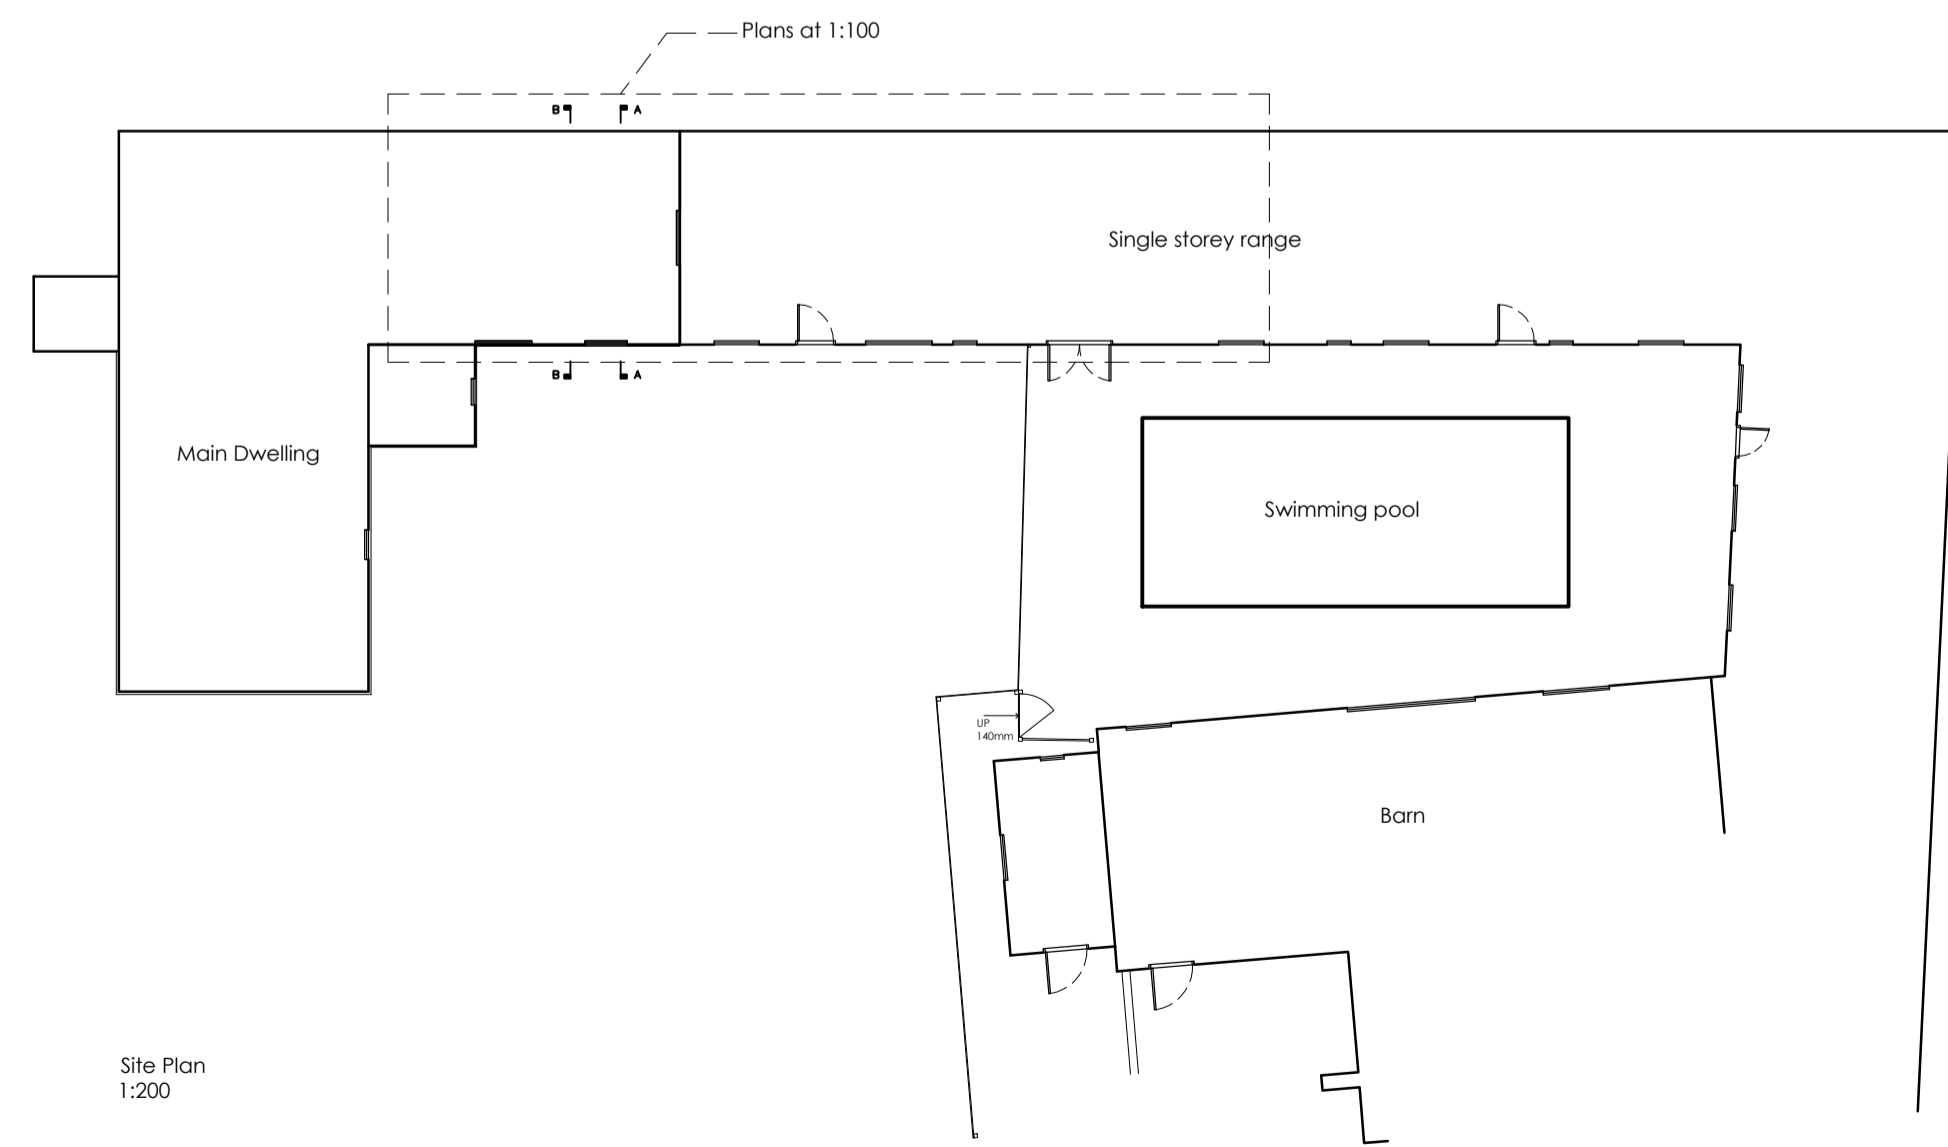 Plans at 1:100
B A
Single storey range
B A
Main Dwelling
Swimming pool
UP
140mm
Barn
Site Plan
1:200